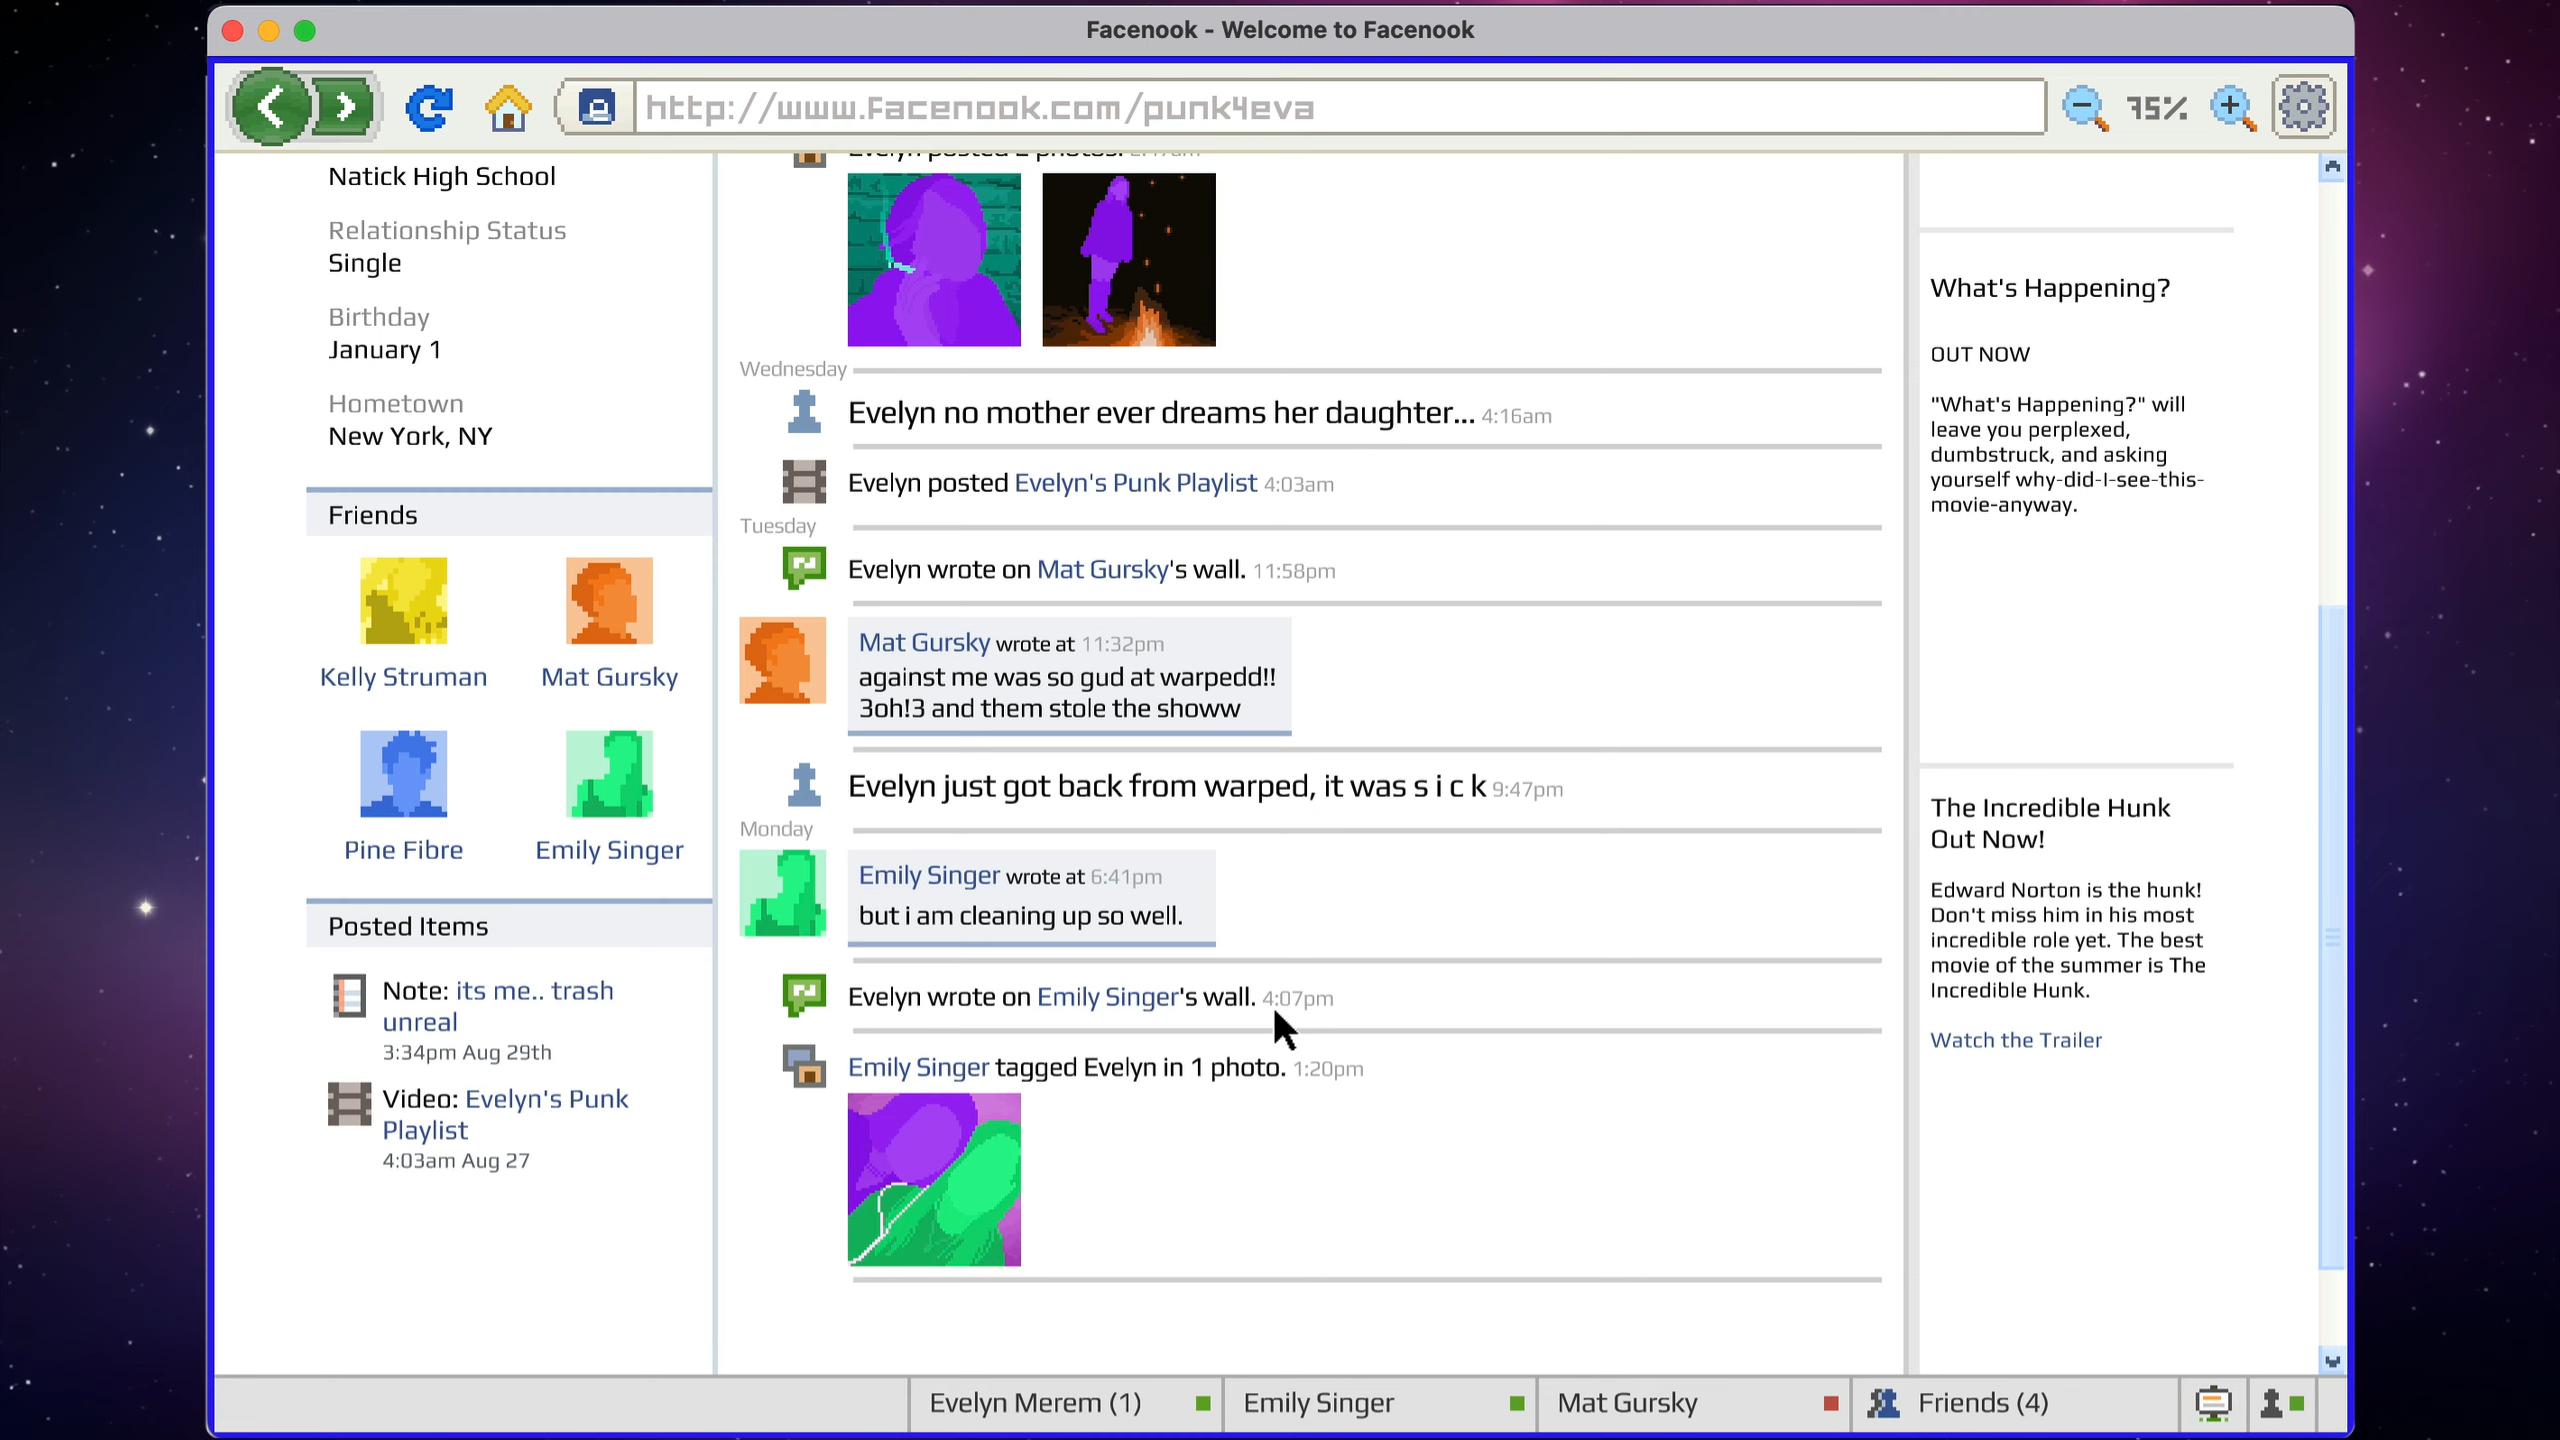 Facenook - Welcome to Facenook
http://www.facenook.com/punk4eva
75%
Natick High School
Relationship Status
Single
Birthday
January 1
Hometown
New York, NY
Friends
Kelly Struman
Mat Gursky
Pine Fibre
Emily Singer
Posted Items
Note: its me.. trash
unreal
3:34pm Aug 29th
Video: Evelyn's Punk
Playlist
4:03am Aug 27
Evelyn posted 2 photos.
Wednesday
Evelyn no mother ever dreams her daughter... 4:16am
Evelyn posted Evelyn's Punk Playlist 4:03am
Tuesday
Evelyn wrote on Mat Gursky's wall. 11:58pm
Mat Gursky wrote at 11:32pm
against me was so gud at warpedd!!
3oh!3 and them stole the showw
Evelyn just got back from warped, it was s i c k 9:47pm
Monday
Emily Singer wrote at 6:41pm
but i am cleaning up so well.
Evelyn wrote on Emily Singer's wall. 4:07pm
Emily Singer tagged Evelyn in 1 photo. 1:20pm
What's Happening?
OUT NOW
"What's Happening?" will
leave you perplexed,
dumbstruck, and asking
yourself why-did-I-see-this-
movie-anyway.
The Incredible Hunk
Out Now!
Edward Norton is the hunk!
Don't miss him in his most
incredible role yet. The best
movie of the summer is The
Incredible Hunk.
Watch the Trailer
Evelyn Merem (1)
Emily Singer
Mat Gursky
Friends (4)